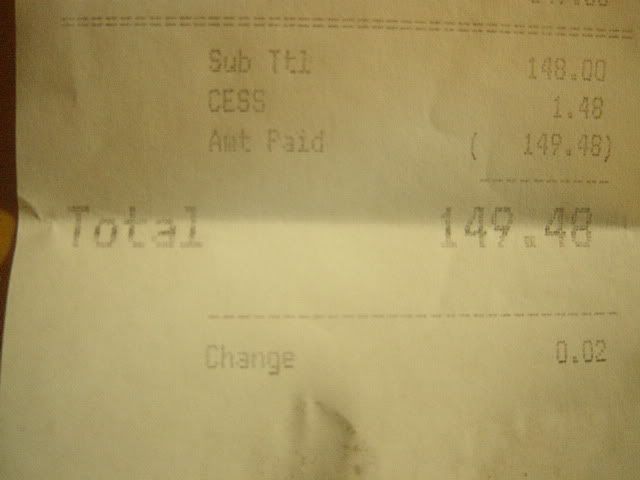 Sub Ttl 148.00
CESS 1.48
Amt Paid ( 149.48)
Total 149.48
Change 0.02